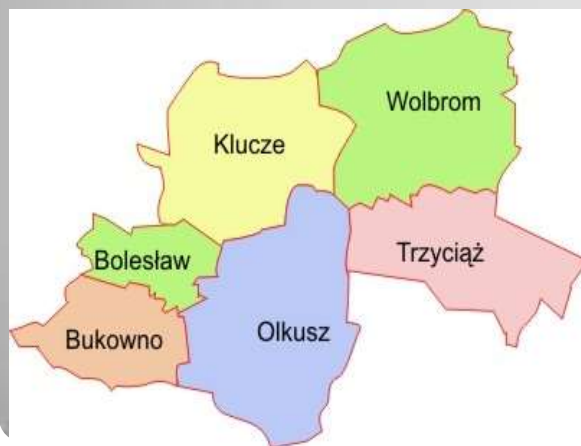 Wolbrom
Klucze
Trzyciąż
Bolesław
Olkusz
Bukowno